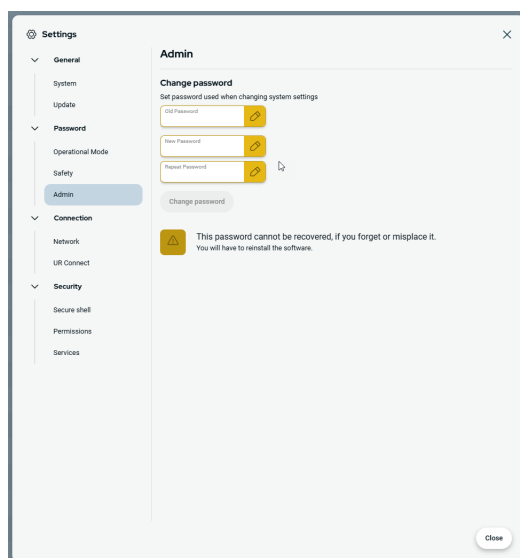 Settings
General
System
Update
Password
Operational Mode
Safety
Admin
Connection
Network
UR Connect
Security
Secure shell
Permissions
Services
Admin
Change password
Set password used when changing system settings
Old Password
New Password
Repeat Password
Change password
This password cannot be recovered, if you forget or misplace it.
You will have to reinstall the software.
Close